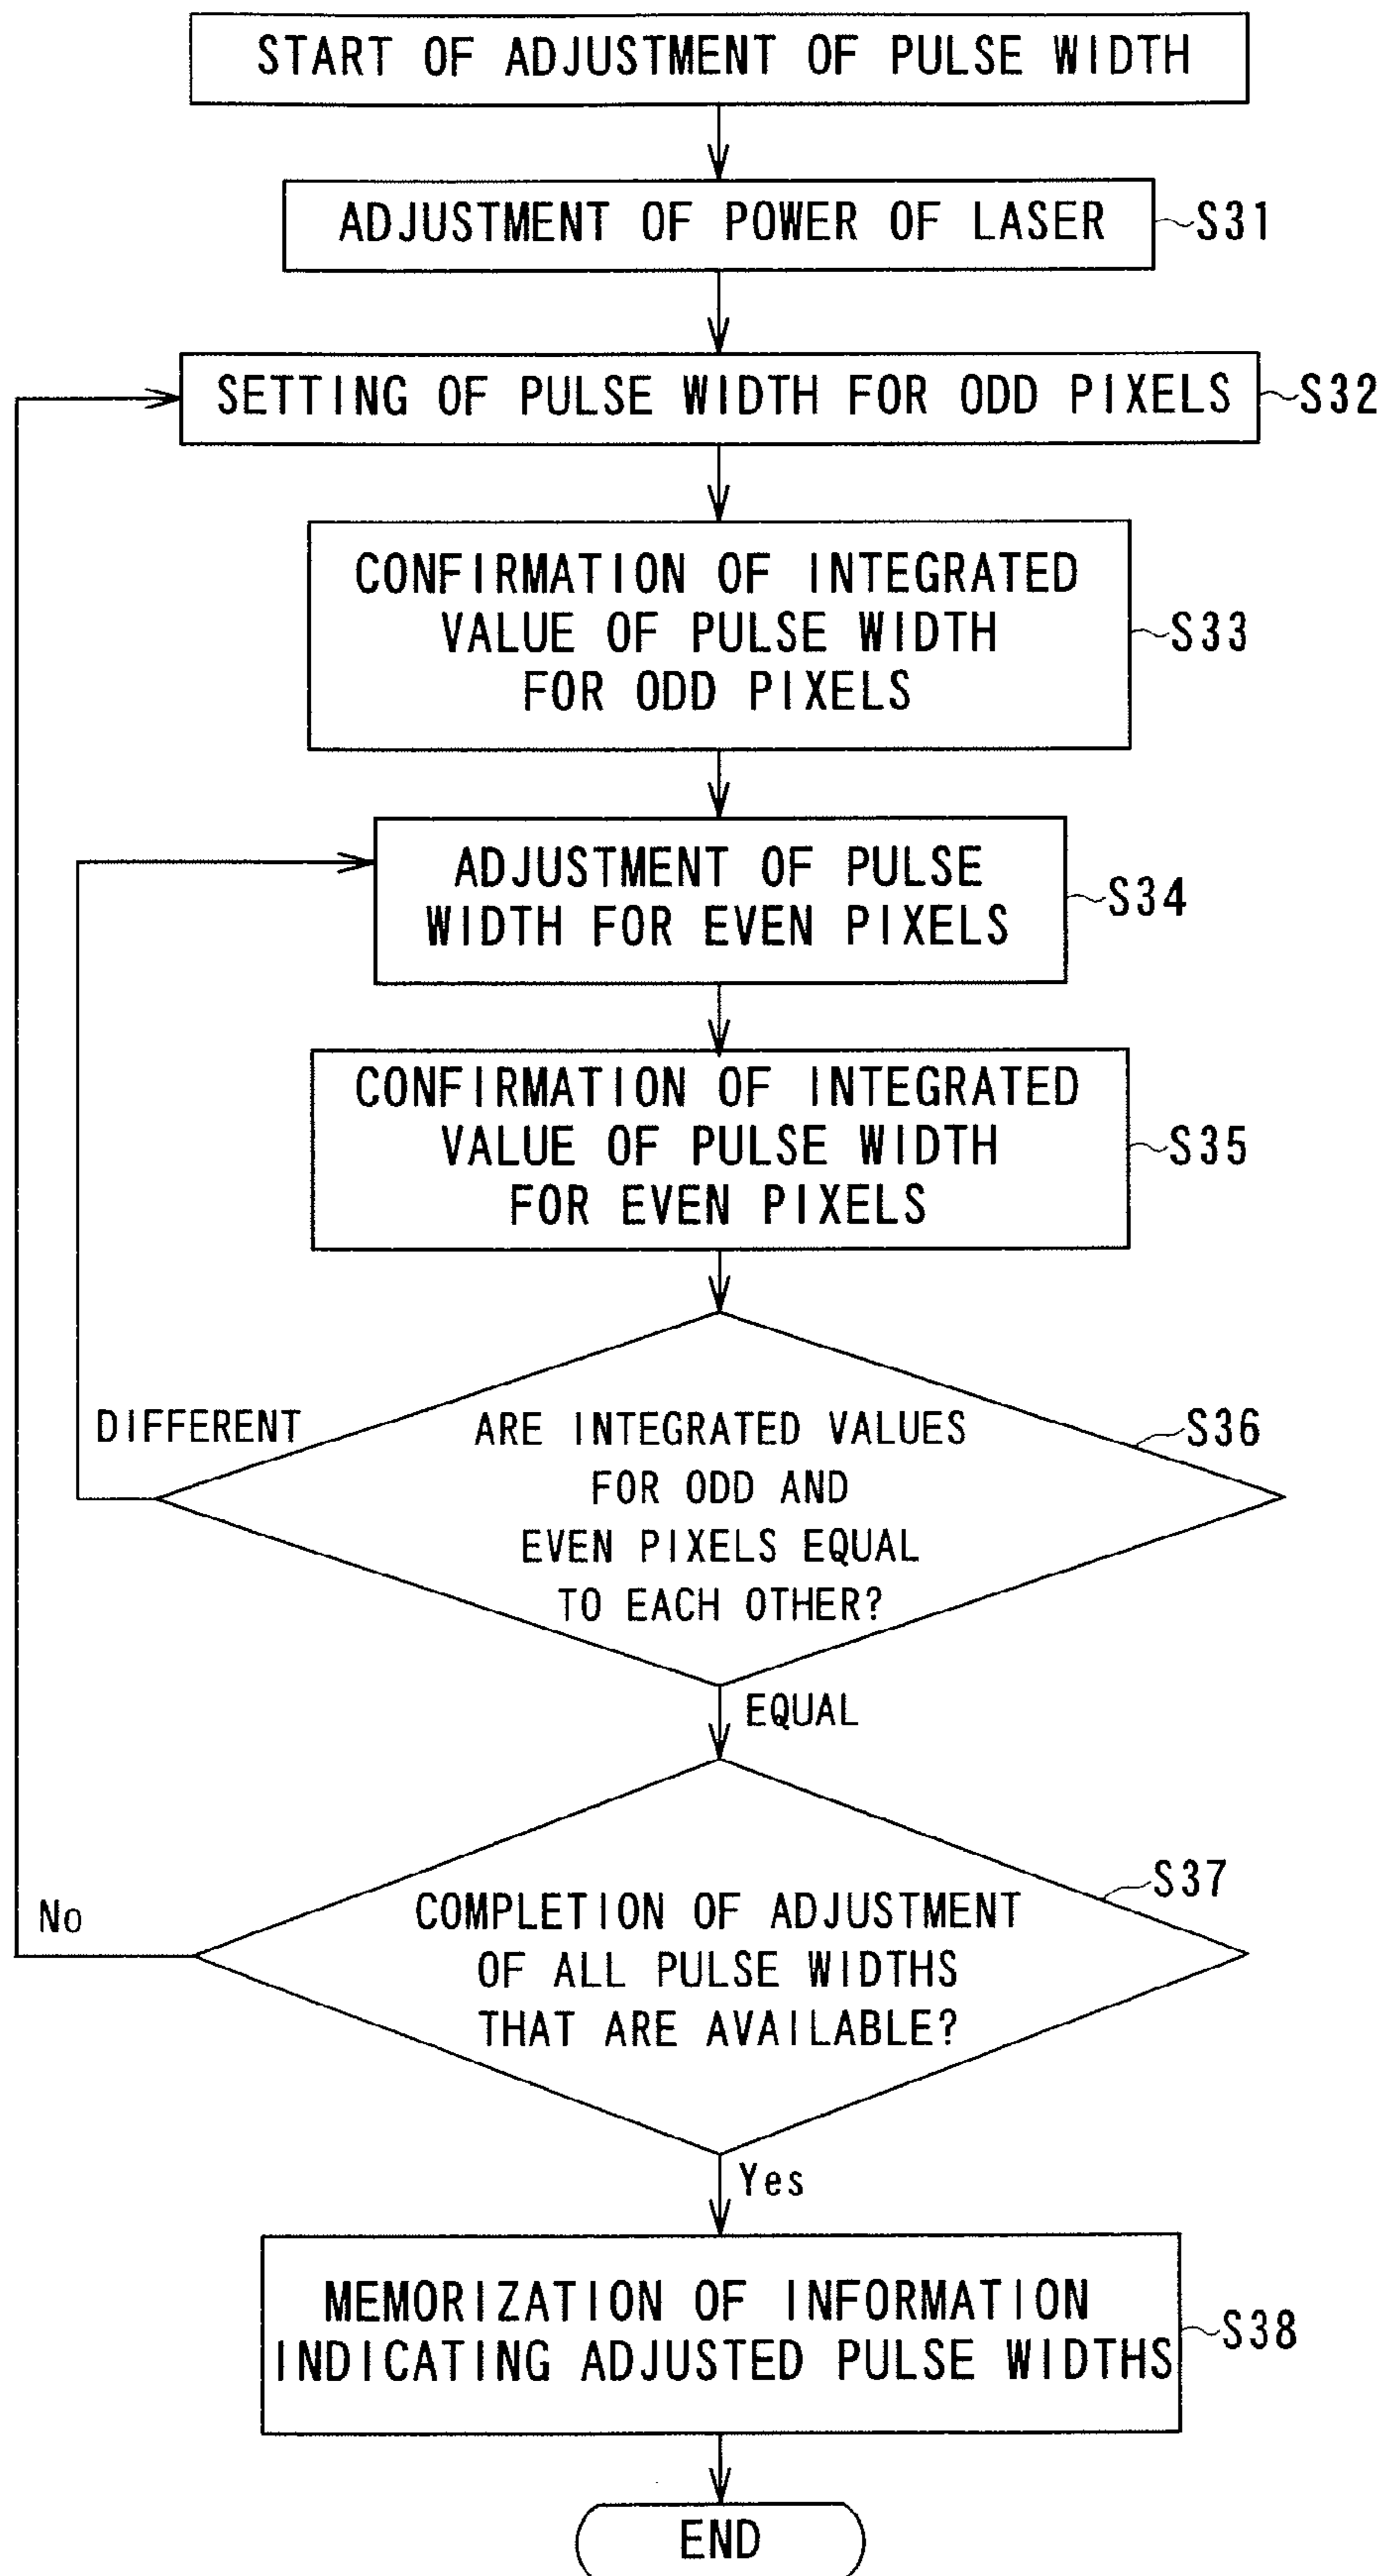 START OF ADJUSTMENT OF PULSE WIDTH
ADJUSTMENT OF POWER OF LASER
S31
SETTING OF PULSE WIDTH FOR ODD PIXELS
S32
CONFIRMATION OF INTEGRATED
VALUE OF PULSE WIDTH
FOR ODD PIXELS
S33
ADJUSTMENT OF PULSE
WIDTH FOR EVEN PIXELS
S34
CONFIRMATION OF INTEGRATED
VALUE OF PULSE WIDTH
FOR EVEN PIXELS
S35
DIFFERENT
ARE INTEGRATED VALUES
FOR ODD AND
EVEN PIXELS EQUAL
TO EACH OTHER?
S36
EQUAL
No
COMPLETION OF ADJUSTMENT
OF ALL PULSE WIDTHS
THAT ARE AVAILABLE?
S37
Yes
MEMORIZATION OF INFORMATION
INDICATING ADJUSTED PULSE WIDTHS
S38
END